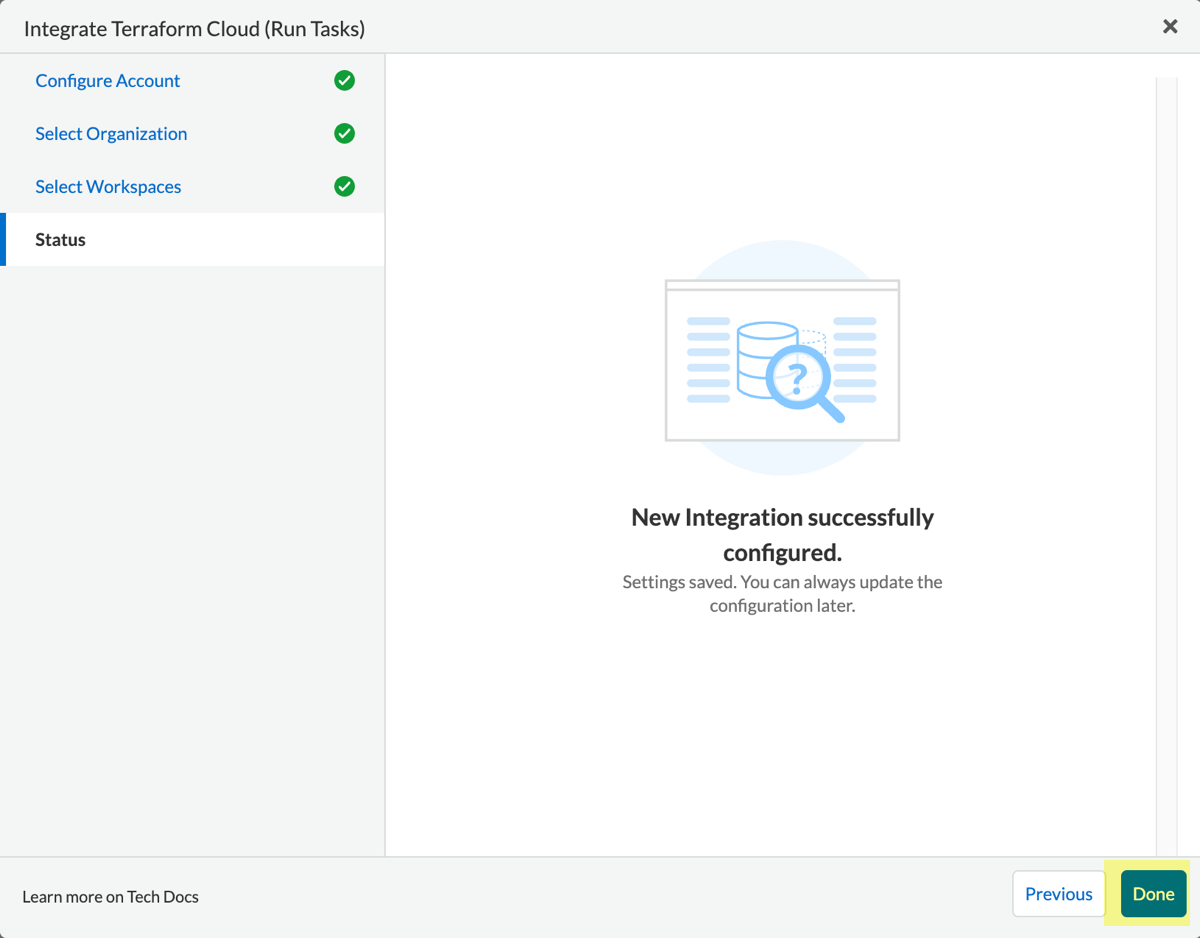 Integrate Terraform Cloud (Run Tasks)
Configure Account
Select Organization
Select Workspaces
Status
?
New Integration successfully
configured.
Settings saved. You can always update the
configuration later.
Learn more on Tech Docs
Previous
Done